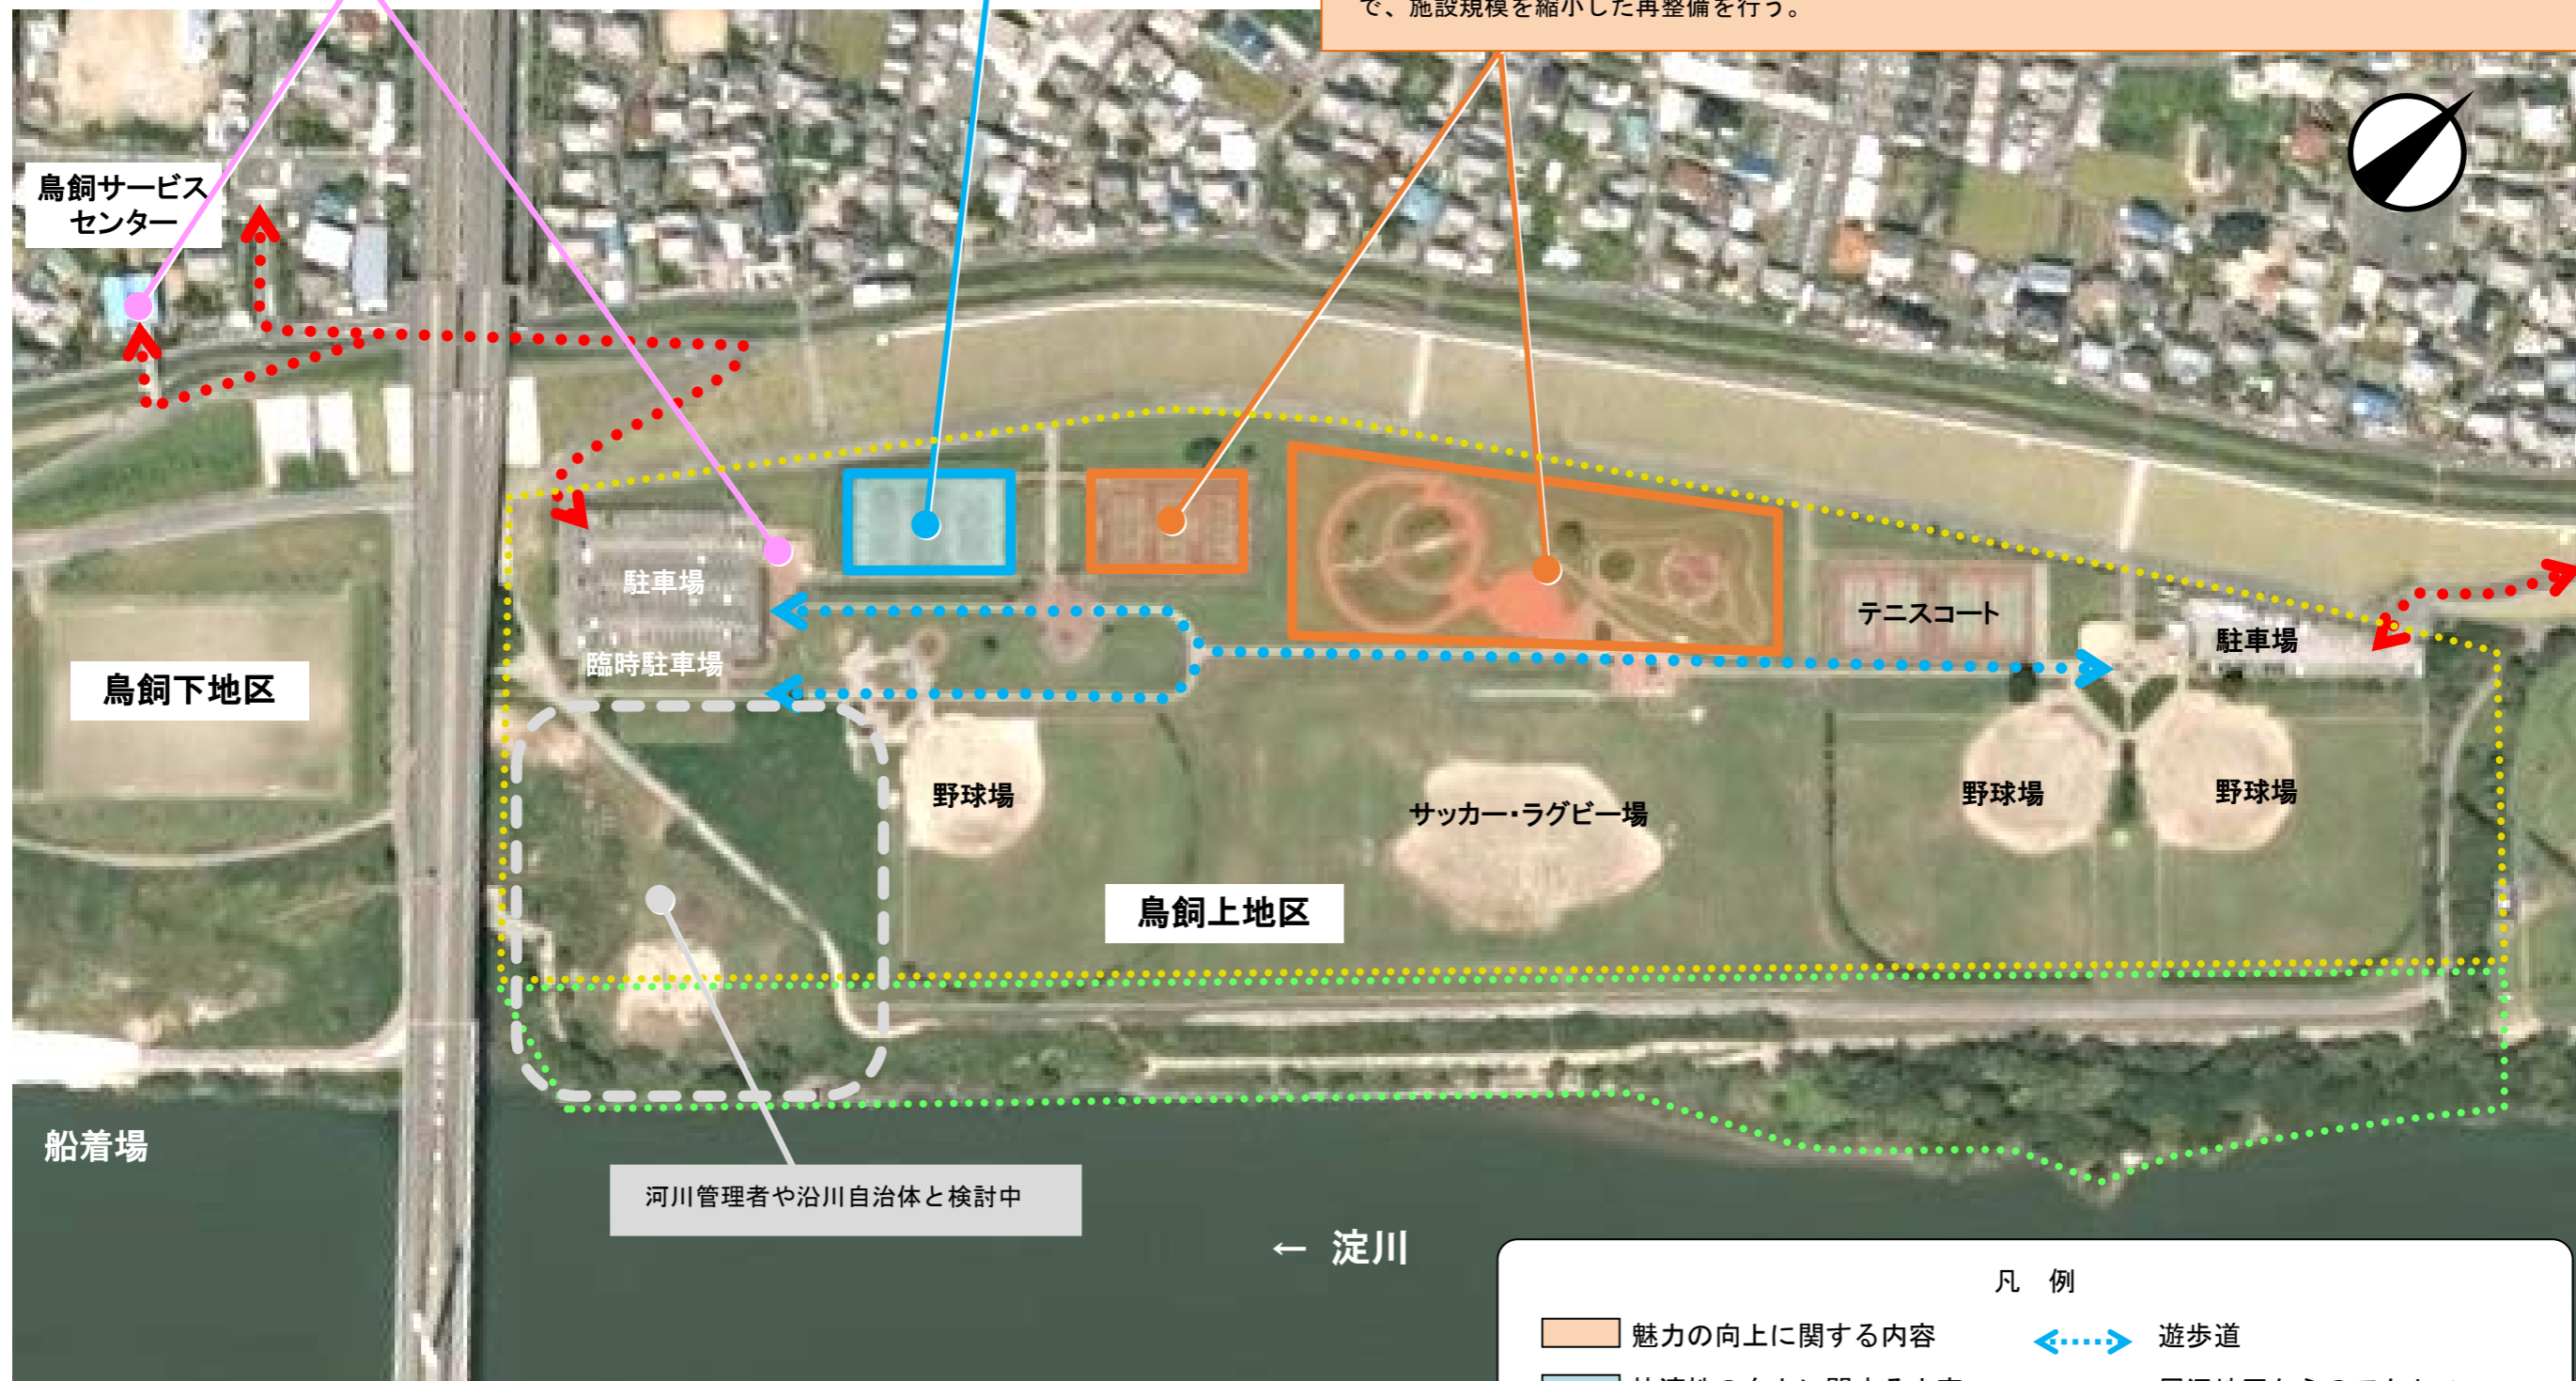 で、施設規模を縮小した再整備を行う。
鳥飼サービス
センター
駐車場
臨時駐車場
テニスコート
駐車場
鳥飼下地区
野球場
サッカー・ラグビー場
野球場
野球場
鳥飼上地区
船着場
河川管理者や沿川自治体と検討中
← 淀川
凡 例
魅力の向上に関する内容
遊歩道